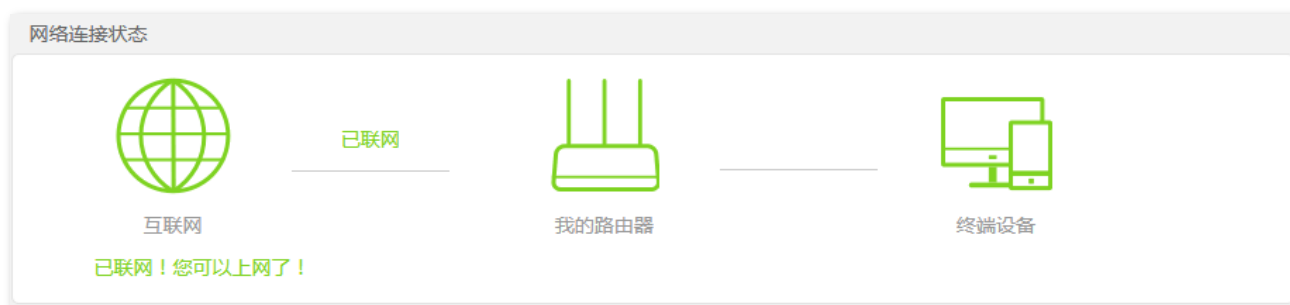 网络连接状态
已联网
互联网
我的路由器
终端设备
已联网！您可以上网了！